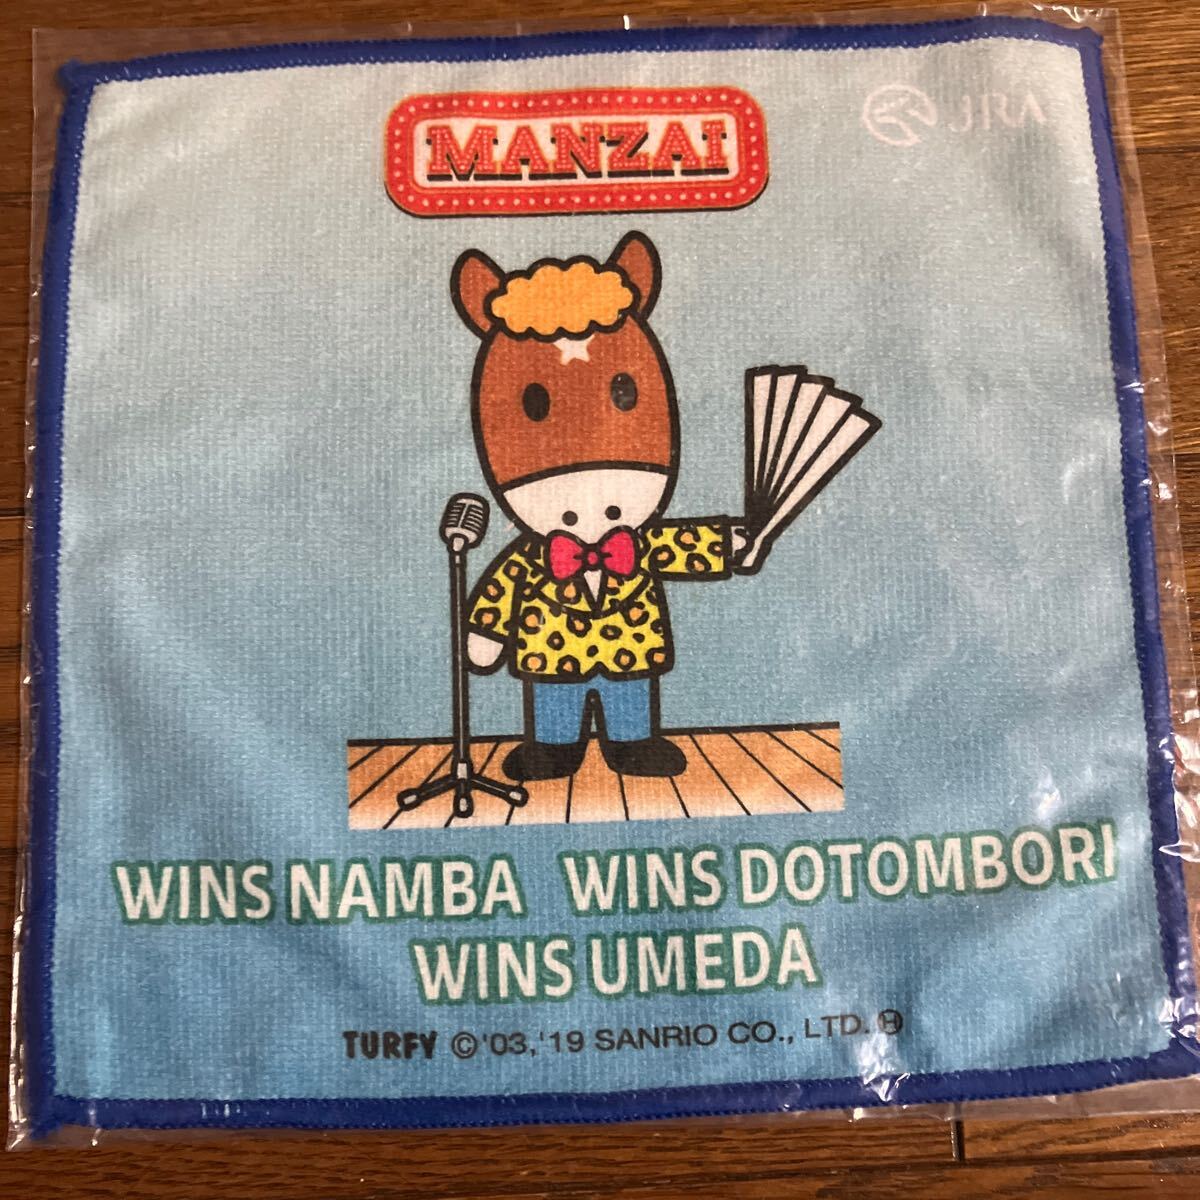 MANZAI
JRA
WINS NAMBA WINS DOTOMBORI
WINS UMEDA
TURFY ©'03,'19 SANRIO CO., LTD. Ⓗ